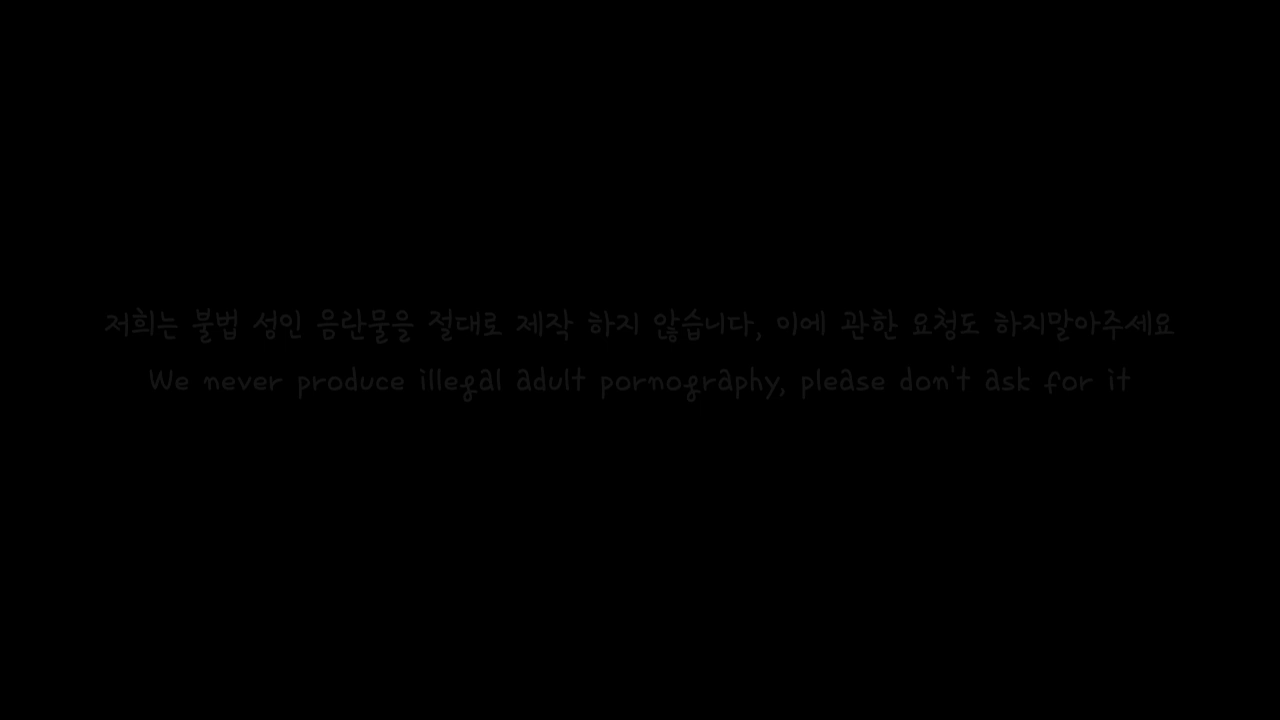 저희는 불법 성인 음란물을 절대로 제작 하지 않습니다, 이에 관한 요청도 하지말아주세요
We never produce illegal adult pornography, please don't ask for it